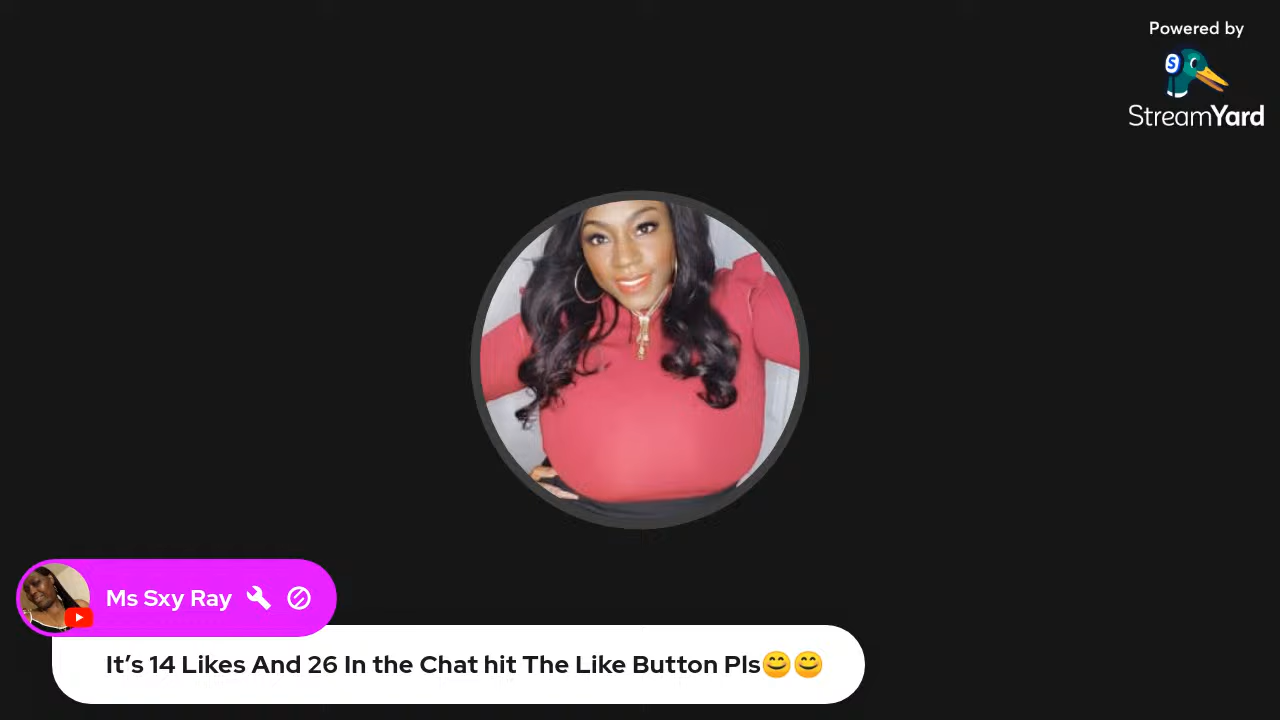 Powered by
S
StreamYard
Ms Sxy Ray
It’s 14 Likes And 26 In the Chat hit The Like Button Pls😊😊